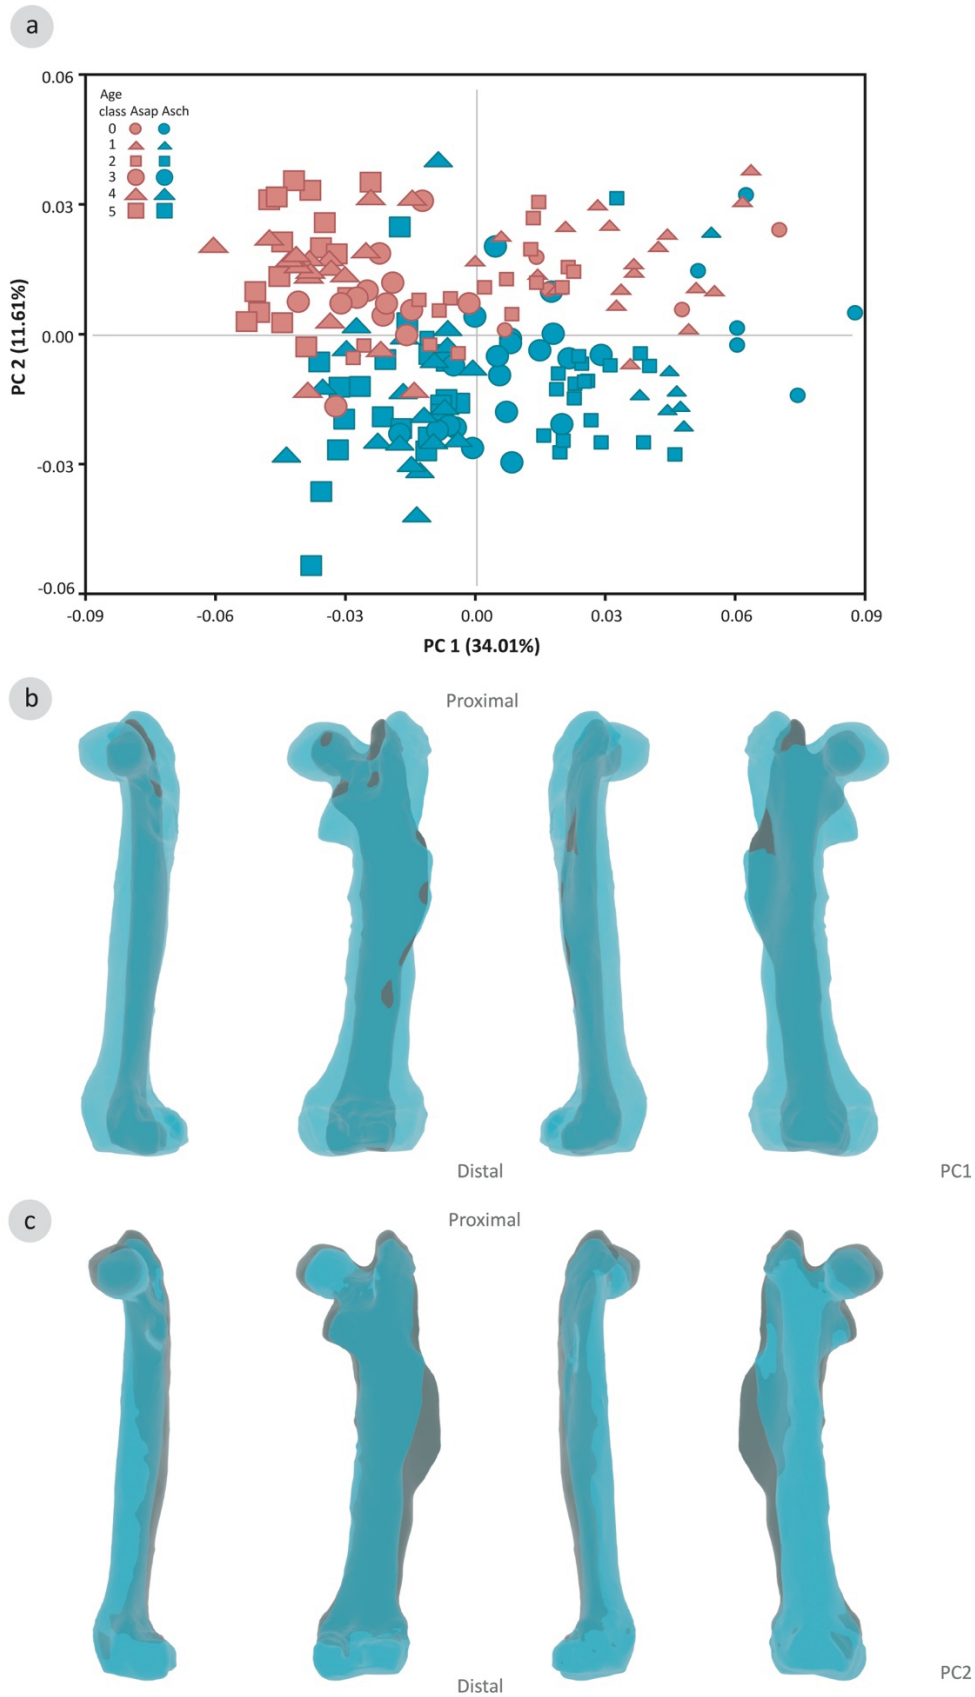 a
0.06
0.03
0.00
-0.03
-0.06
PC 2 (11.61%)
Age
class Asap Asch
0
1
2
3
4
5
-0.09 -0.06 -0.03 0.00 0.03 0.06 0.09
PC 1 (34.01%)
b
Proximal
Distal
PC1
c
Proximal
Distal
PC2